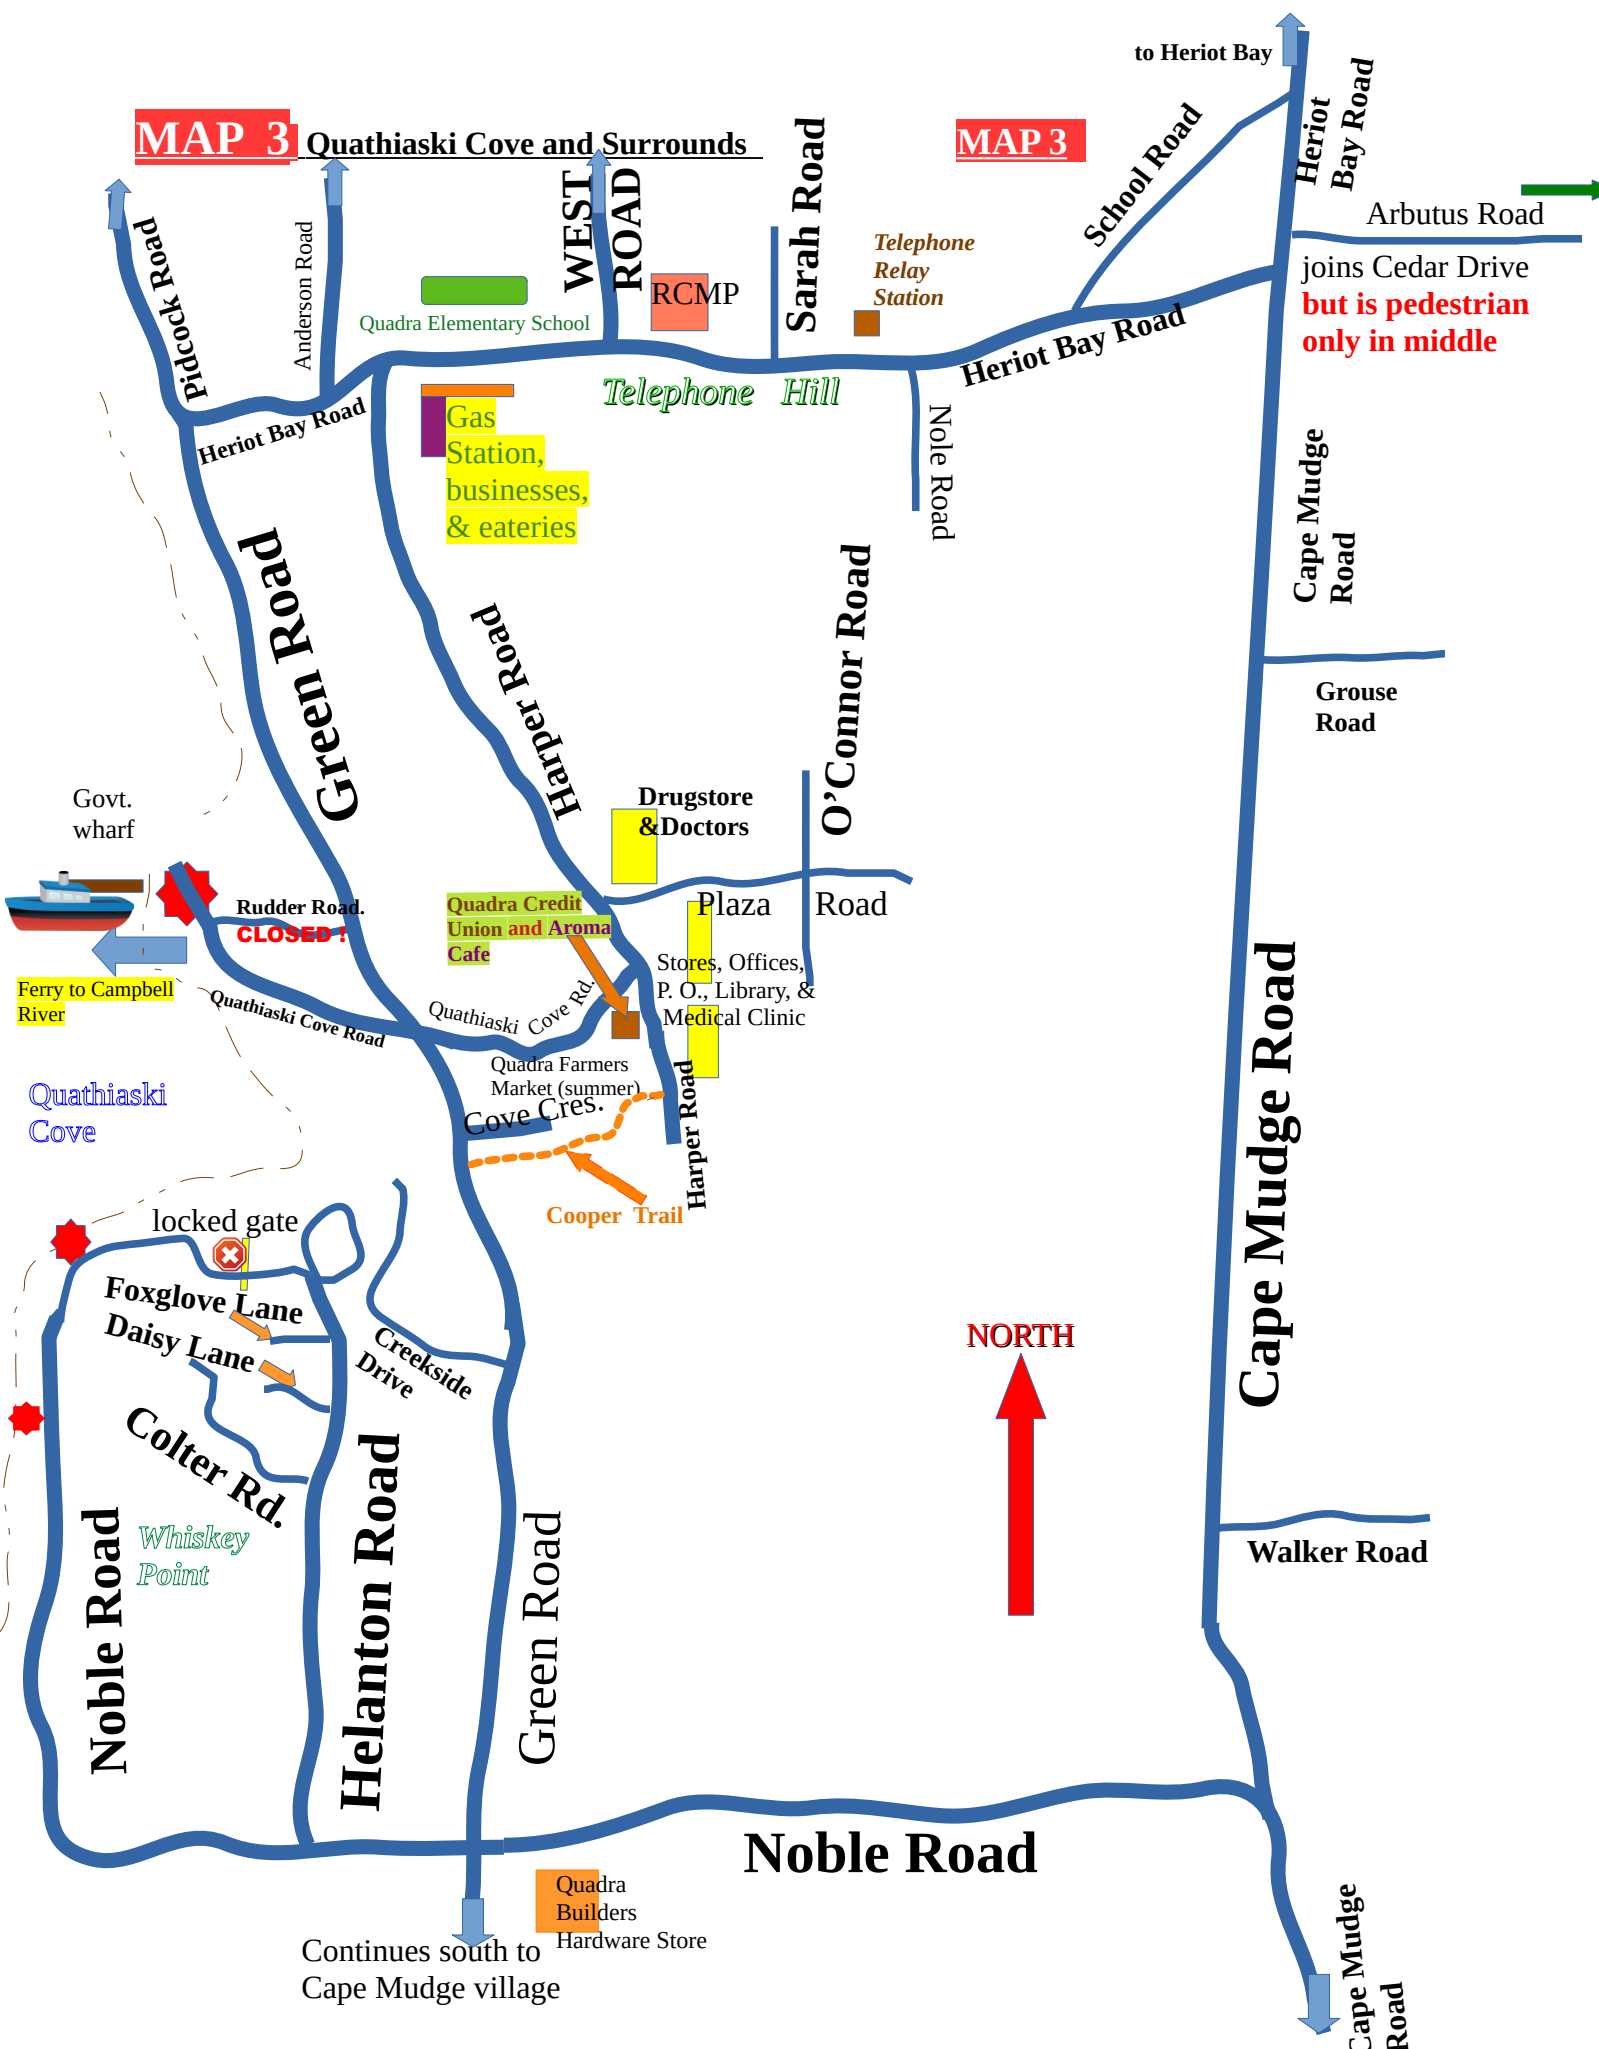 to Heriot Bay
MAP 3 Quathiaski Cove and Surrounds
MAP 3
Pidcock Road
Anderson Road
WEST
ROAD
Sarah Road
School Road
Heriot
Bay Road
Arbutus Road
joins Cedar Drive
but is pedestrian
only in middle
Telephone
Relay
Station
RCMP
Quadra Elementary School
Heriot Bay Road
Heriot Bay Road
Telephone Hill
Gas
Station,
businesses,
& eateries
Nole Road
Cape Mudge
Road
Green Road
Harper Road
O'Connor Road
Grouse
Road
Govt.
wharf
Drugstore
&Doctors
Rudder Road.
CLOSED !
Quadra Credit
Union and Aroma
Cafe
Plaza Road
Stores, Offices,
P. O., Library, &
Medical Clinic
Ferry to Campbell
River
Quathiaski Cove Road
Quathiaski Cove Rd.
Quadra Farmers
Market (summer)
Quathiaski
Cove
Cove Cres.
Harper Road
Cooper Trail
Cape Mudge Road
locked gate
Foxglove Lane
Daisy Lane
Creekside
Drive
NORTH
Colter Rd.
Whiskey
Point
Noble Road
Helanton Road
Green Road
Walker Road
Noble Road
Quadra
Builders
Hardware Store
Continues south to
Cape Mudge village
Cape Mudge
Road